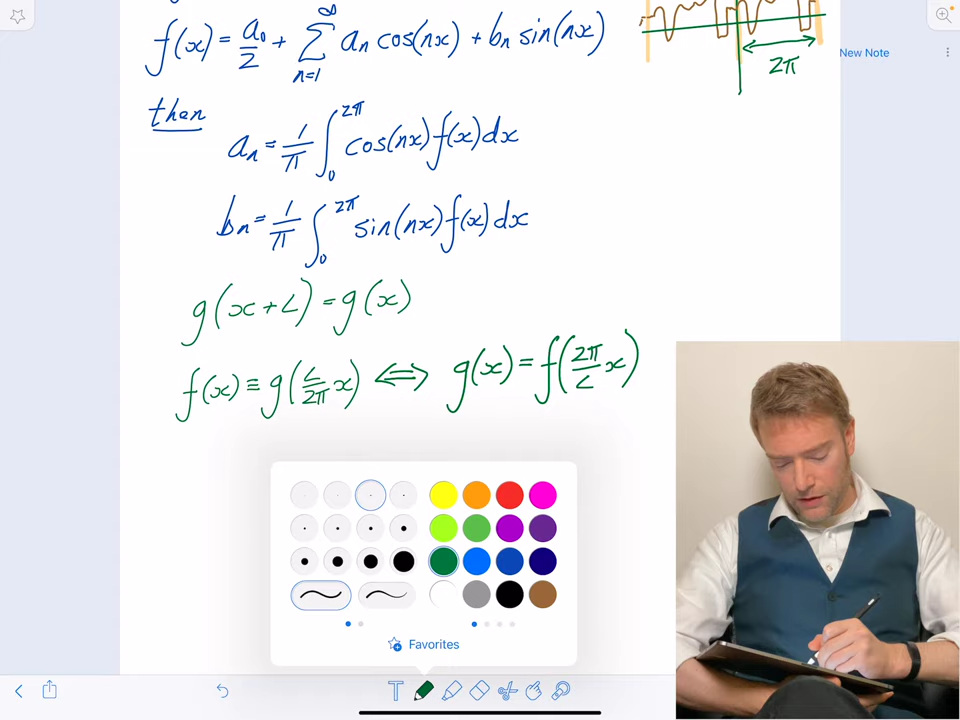 f(x) = a₀/2 + ∑_{n=1}^{∞} aₙ cos(nx) + bₙ sin(nx)
2π
New Note
then
aₙ = 1/π ∫₀^{2π} cos(nx) f(x) dx
bₙ = 1/π ∫₀^{2π} sin(nx) f(x) dx
g(x+L) = g(x)
f(x) ≡ g(L/2π x) ⟺ g(x) = f(2π/L x)
Favorites
T